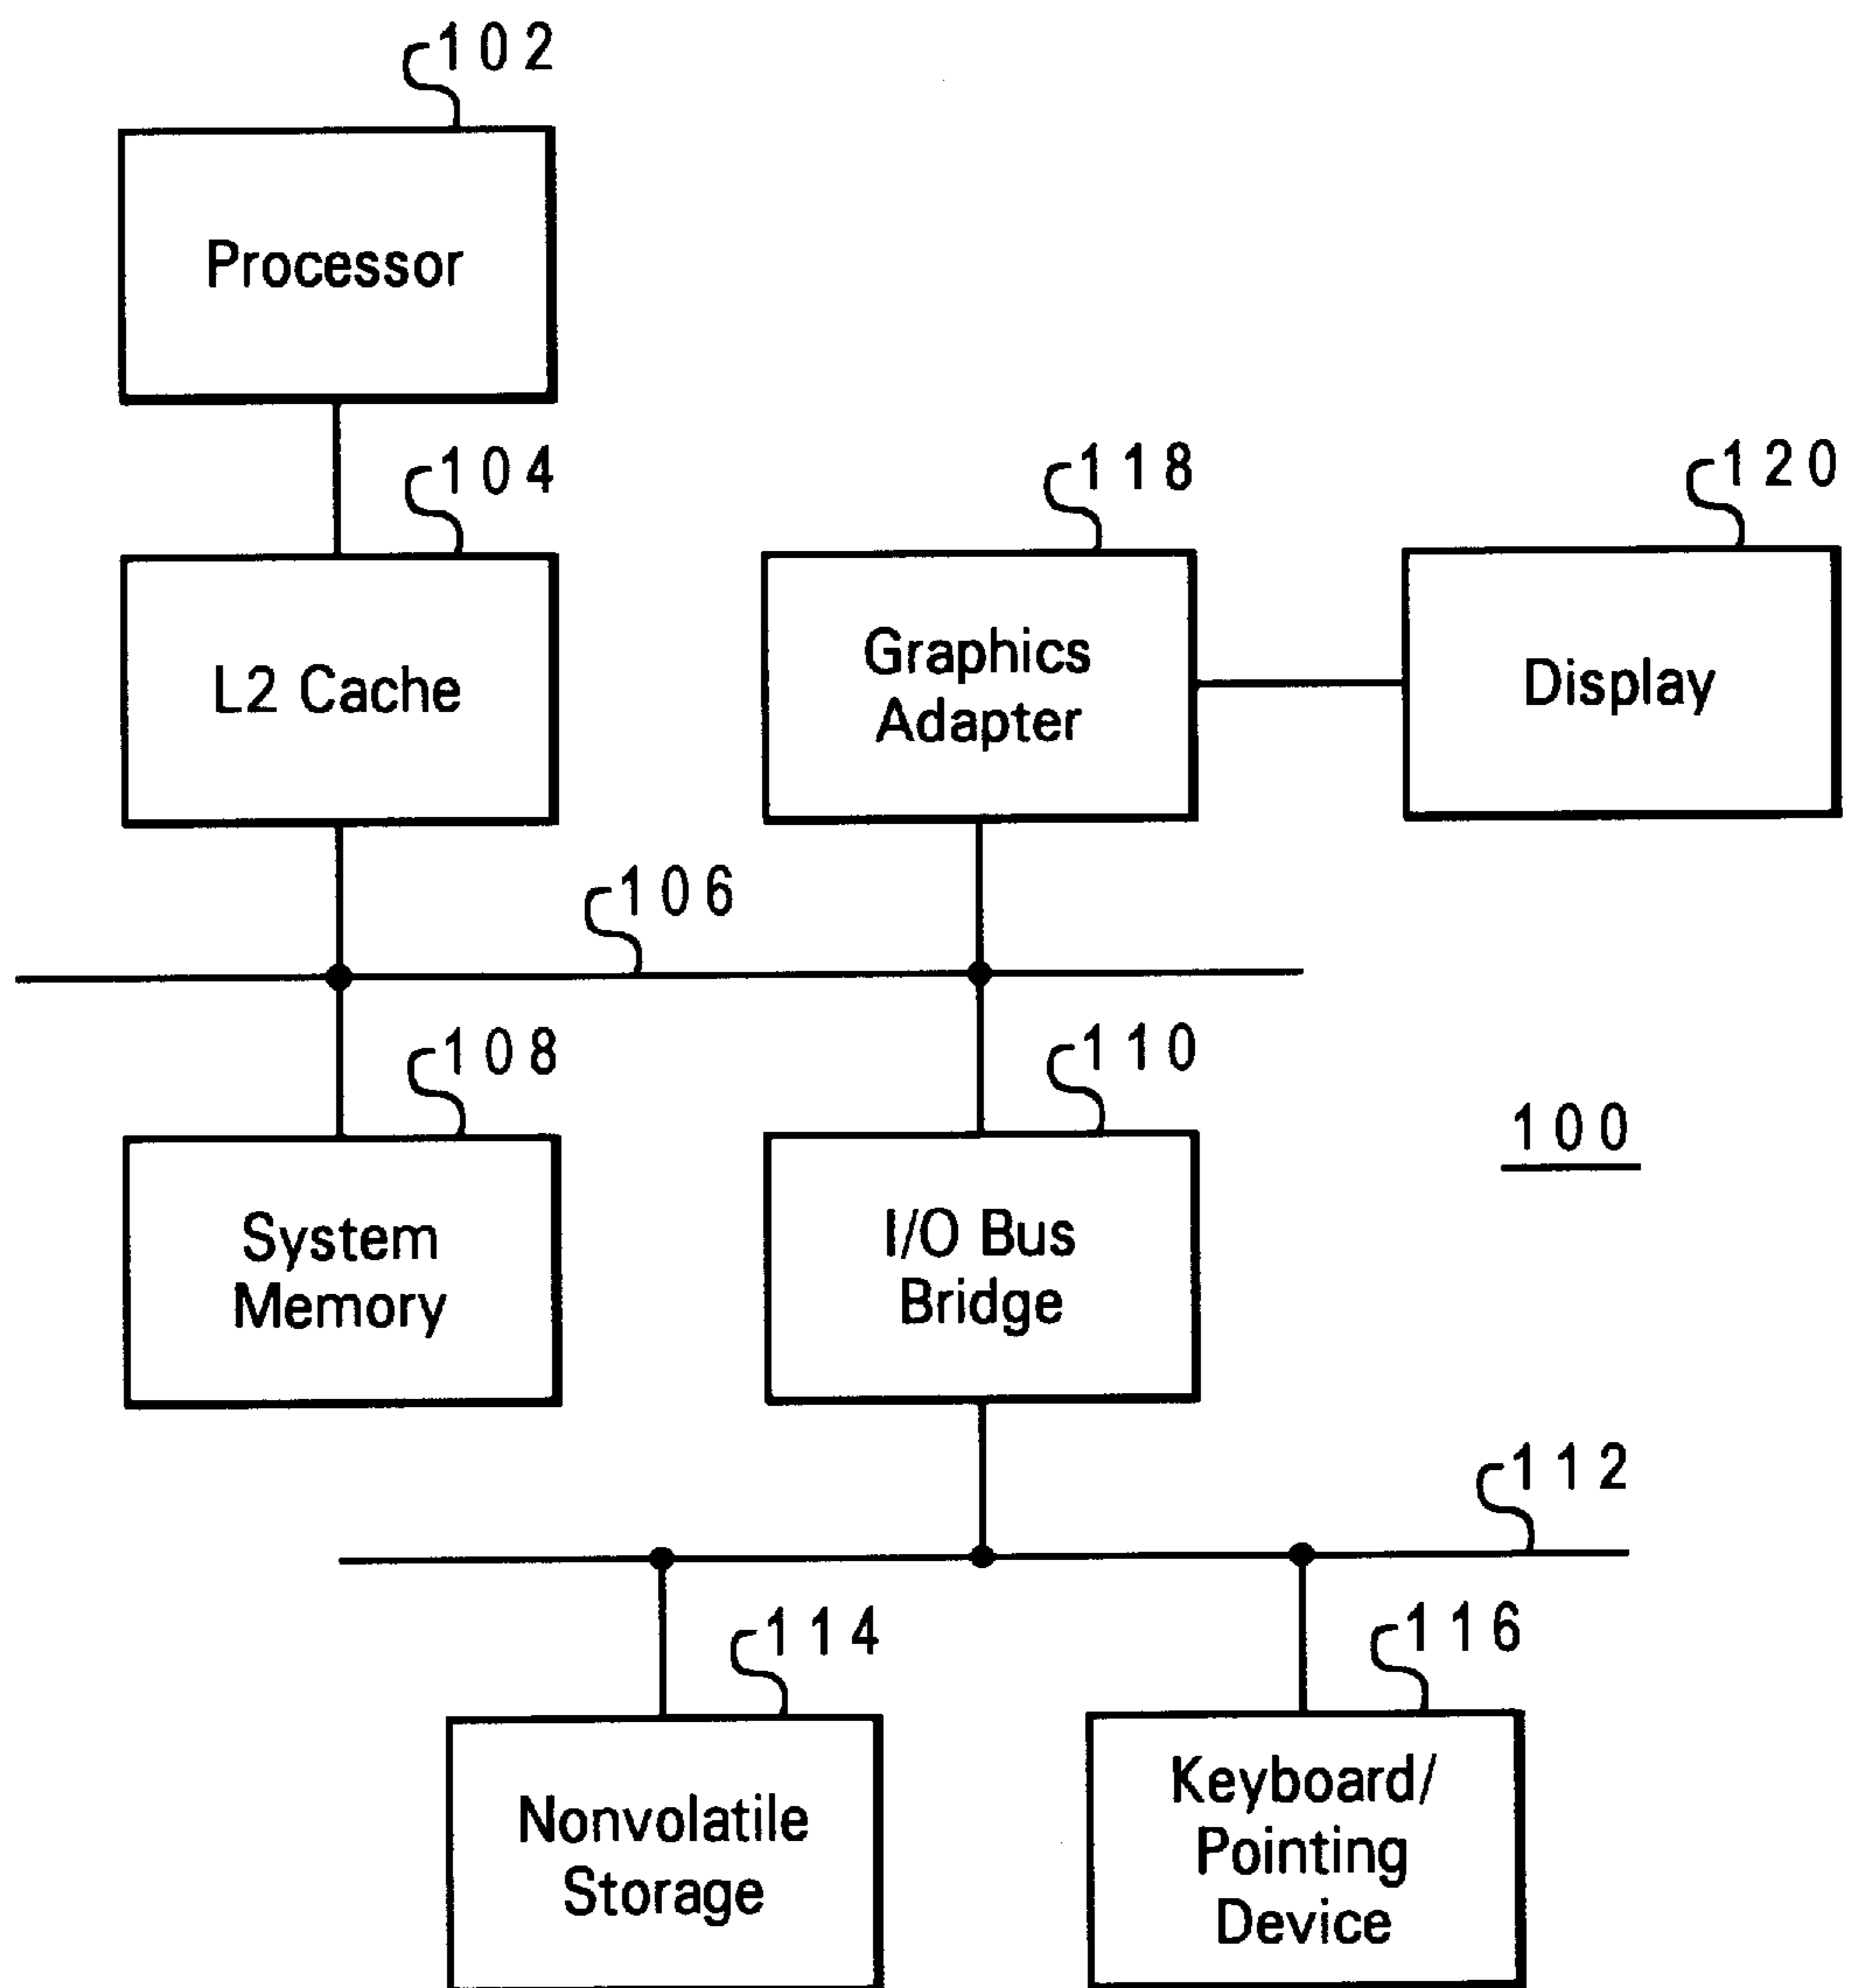 102
Processor
104
L2 Cache
118
Graphics
Adapter
120
Display
106
108
System
Memory
110
I/O Bus
Bridge
100
112
114
Nonvolatile
Storage
116
Keyboard/
Pointing
Device